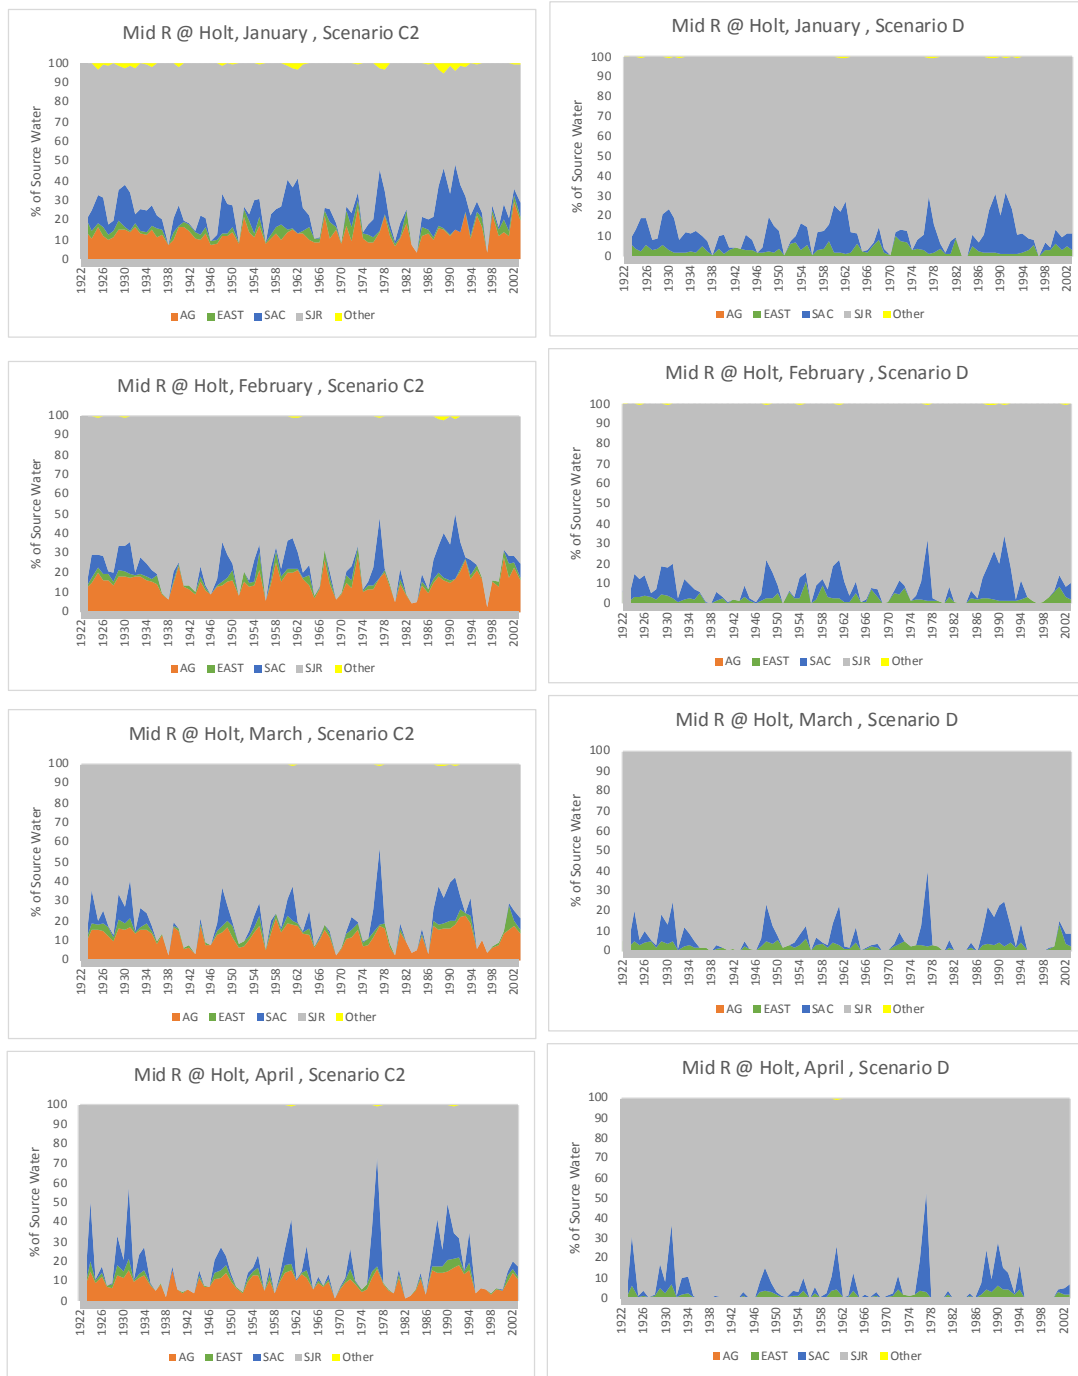 Mid R @ Holt, January , Scenario C2
% of Source Water
100
90
80
70
60
50
40
30
20
10
0
1922 1926 1930 1934 1938 1942 1946 1950 1954 1958 1962 1966 1970 1974 1978 1982 1986 1990 1994 1998 2002
AG EAST SAC SJR Other
Mid R @ Holt, January , Scenario D
% of Source Water
100
90
80
70
60
50
40
30
20
10
0
1922 1926 1930 1934 1938 1942 1946 1950 1954 1958 1962 1966 1970 1974 1978 1982 1986 1990 1994 1998 2002
AG EAST SAC SJR Other
Mid R @ Holt, February , Scenario C2
% of Source Water
100
90
80
70
60
50
40
30
20
10
0
1922 1926 1930 1934 1938 1942 1946 1950 1954 1958 1962 1966 1970 1974 1978 1982 1986 1990 1994 1998 2002
AG EAST SAC SJR Other
Mid R @ Holt, February , Scenario D
% of Source Water
100
90
80
70
60
50
40
30
20
10
0
1922 1926 1930 1934 1938 1942 1946 1950 1954 1958 1962 1966 1970 1974 1978 1982 1986 1990 1994 1998 2002
AG EAST SAC SJR Other
Mid R @ Holt, March , Scenario C2
% of Source Water
100
90
80
70
60
50
40
30
20
10
0
1922 1926 1930 1934 1938 1942 1946 1950 1954 1958 1962 1966 1970 1974 1978 1982 1986 1990 1994 1998 2002
AG EAST SAC SJR Other
Mid R @ Holt, March , Scenario D
% of Source Water
100
90
80
70
60
50
40
30
20
10
0
1922 1926 1930 1934 1938 1942 1946 1950 1954 1958 1962 1966 1970 1974 1978 1982 1986 1990 1994 1998 2002
AG EAST SAC SJR Other
Mid R @ Holt, April , Scenario C2
% of Source Water
100
90
80
70
60
50
40
30
20
10
0
1922 1926 1930 1934 1938 1942 1946 1950 1954 1958 1962 1966 1970 1974 1978 1982 1986 1990 1994 1998 2002
AG EAST SAC SJR Other
Mid R @ Holt, April , Scenario D
% of Source Water
100
90
80
70
60
50
40
30
20
10
0
1922 1926 1930 1934 1938 1942 1946 1950 1954 1958 1962 1966 1970 1974 1978 1982 1986 1990 1994 1998 2002
AG EAST SAC SJR Other